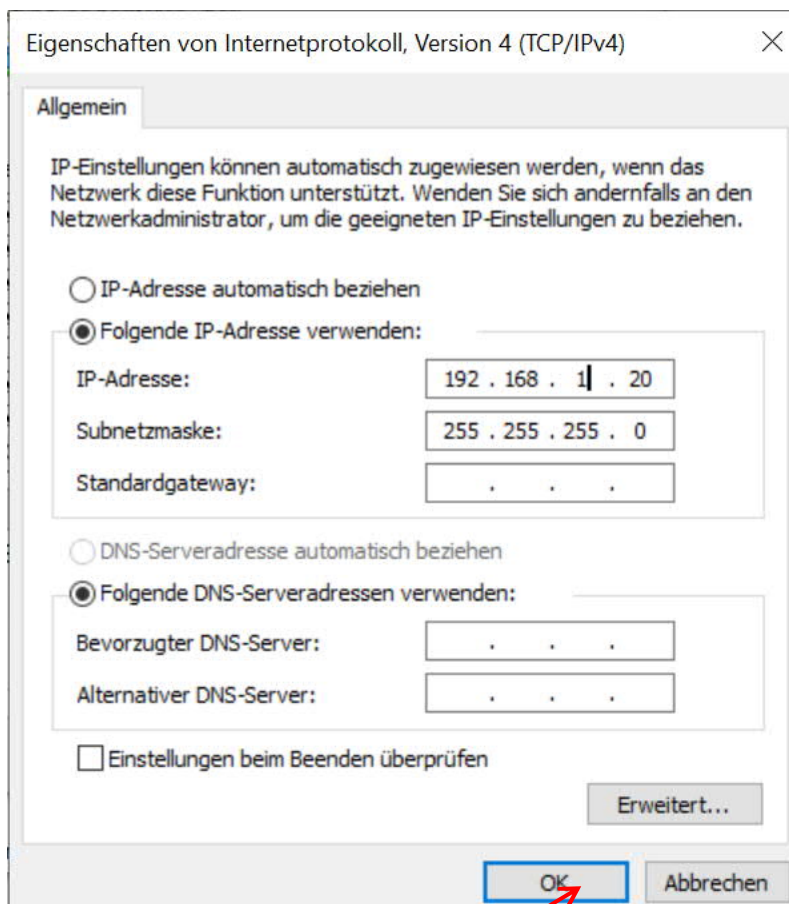 Eigenschaften von Internetprotokoll, Version 4 (TCP/IPv4)
Allgemein
IP-Einstellungen können automatisch zugewiesen werden, wenn das
Netzwerk diese Funktion unterstützt. Wenden Sie sich andernfalls an den
Netzwerkadministrator, um die geeigneten IP-Einstellungen zu beziehen.
IP-Adresse automatisch beziehen
Folgende IP-Adresse verwenden:
IP-Adresse: 192 . 168 . 1 . 20
Subnetzmaske: 255 . 255 . 255 . 0
Standardgateway: . . .
DNS-Serveradresse automatisch beziehen
Folgende DNS-Serveradressen verwenden:
Bevorzugter DNS-Server: . . .
Alternativer DNS-Server: . . .
Einstellungen beim Beenden überprüfen
Erweitert...
OK Abbrechen